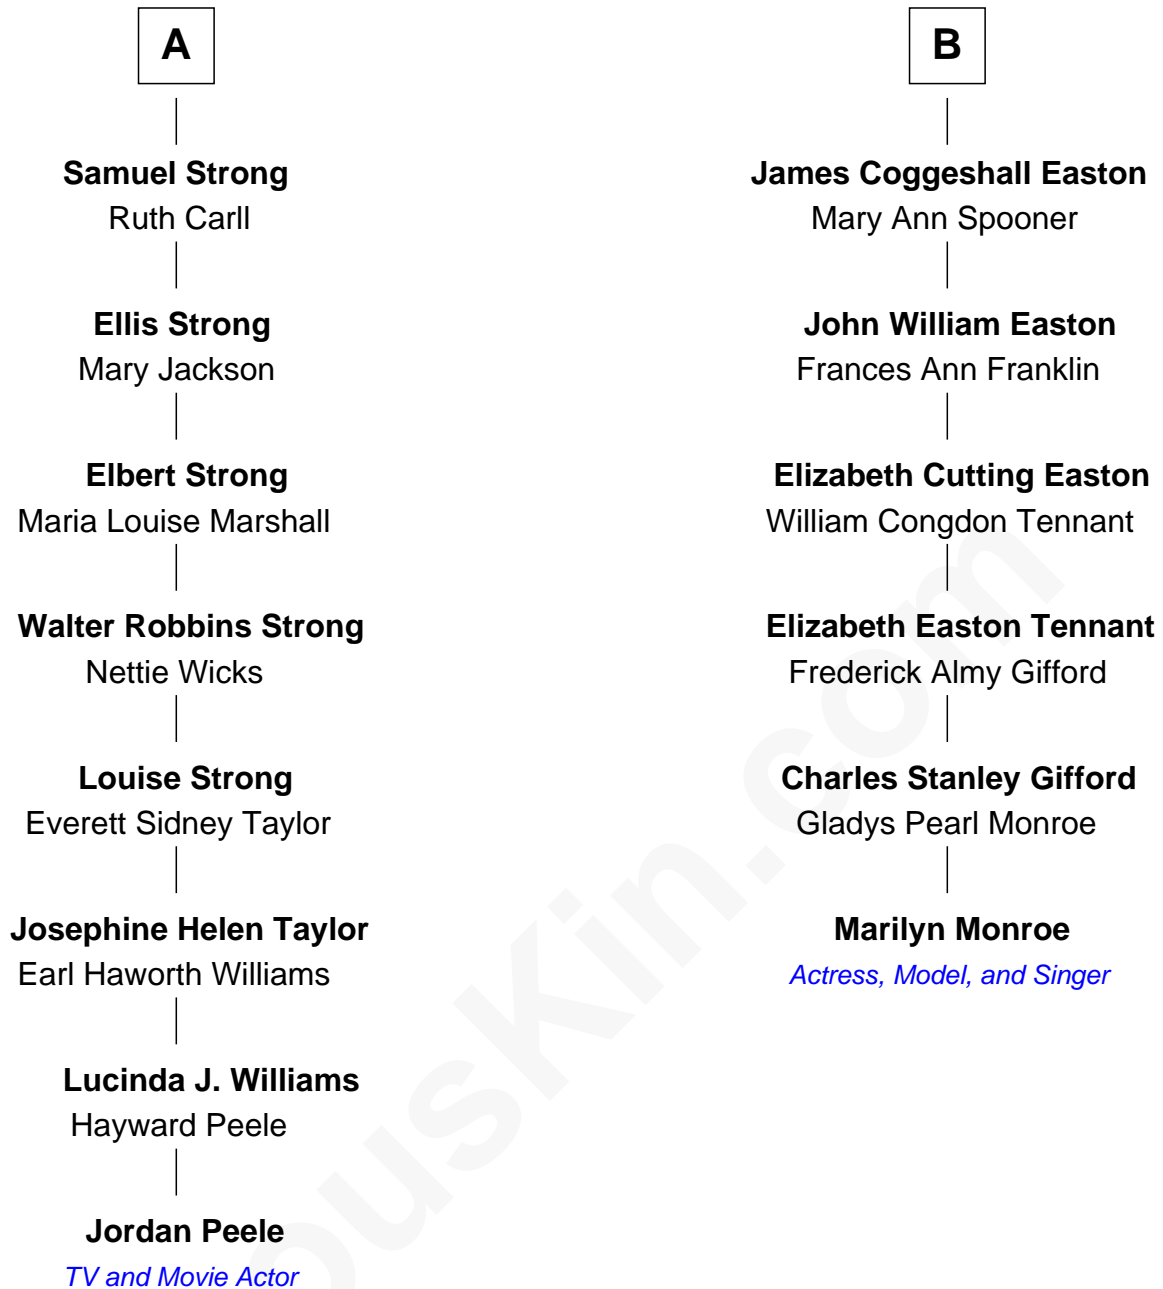 A
Samuel Strong
Ruth Carll
Ellis Strong
Mary Jackson
Elbert Strong
Maria Louise Marshall
Walter Robbins Strong
Nettie Wicks
Louise Strong
Everett Sidney Taylor
Josephine Helen Taylor
Earl Haworth Williams
Lucinda J. Williams
Hayward Peele
Jordan Peele
TV and Movie Actor
B
James Coggeshall Easton
Mary Ann Spooner
John William Easton
Frances Ann Franklin
Elizabeth Cutting Easton
William Congdon Tennant
Elizabeth Easton Tennant
Frederick Almy Gifford
Charles Stanley Gifford
Gladys Pearl Monroe
Marilyn Monroe
Actress, Model, and Singer
ousKin.com